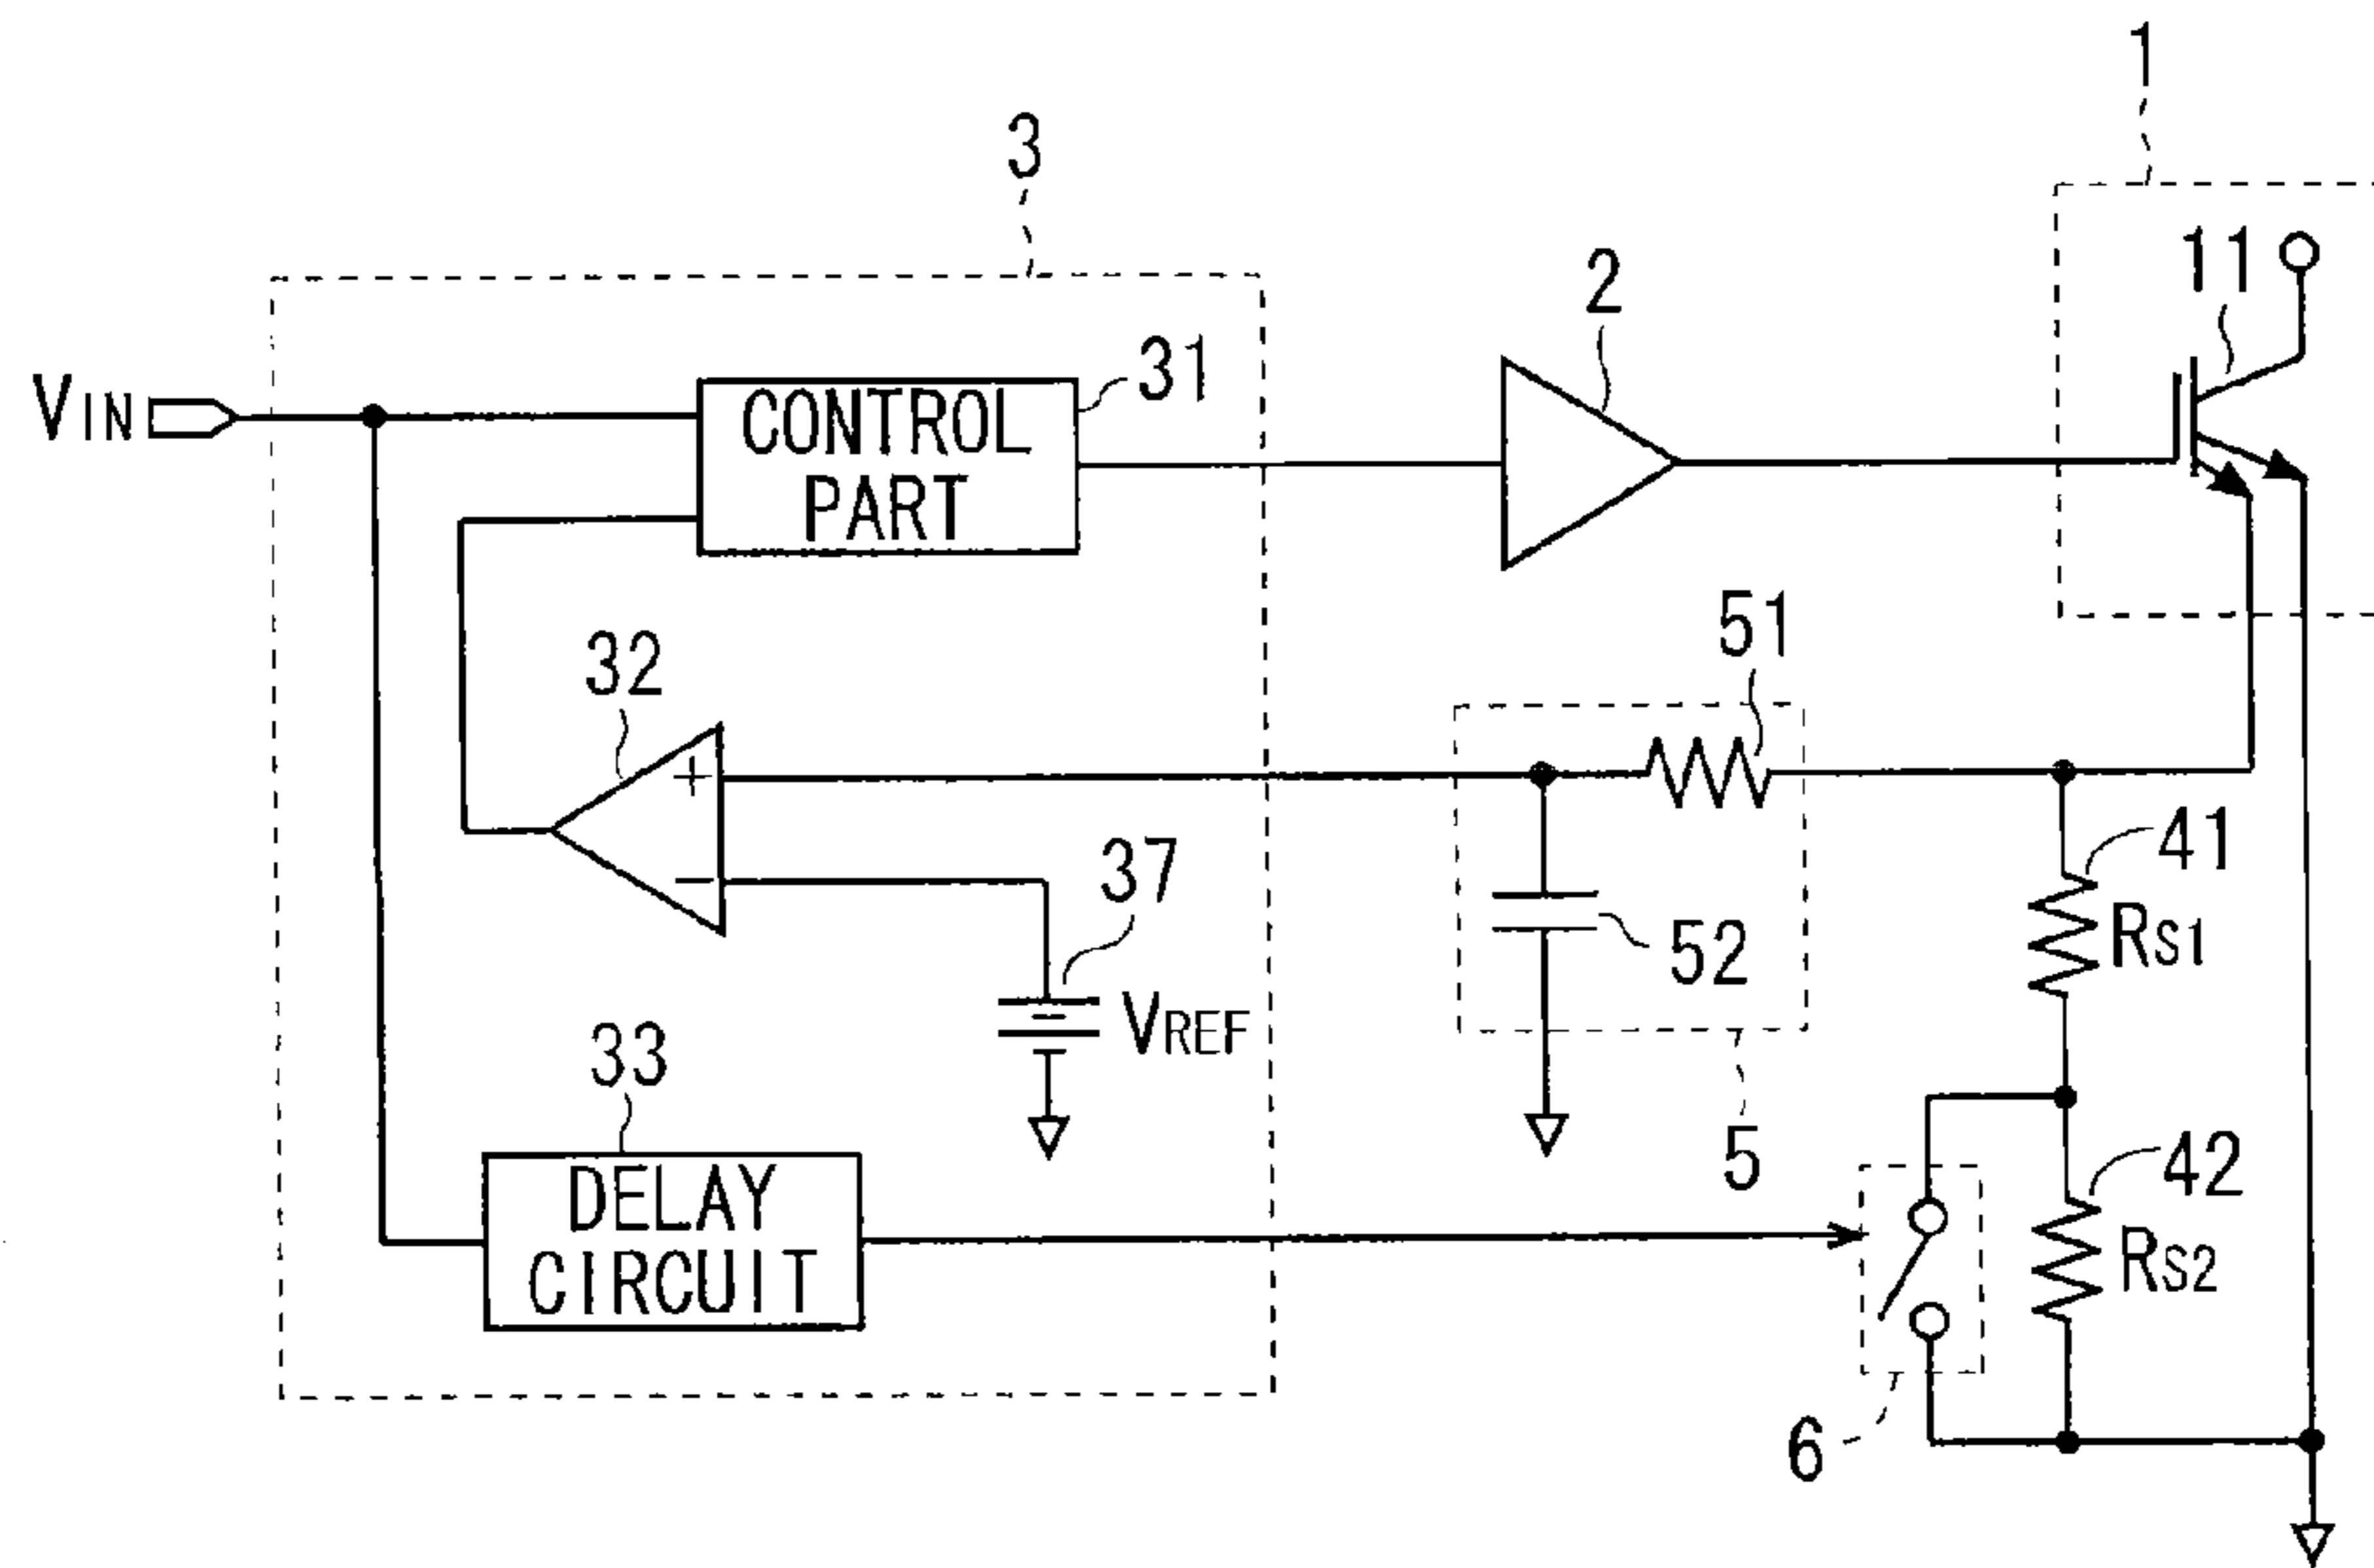 1
3
11
2
31
VIN
CONTROL
PART
51
32
41
37
RS1
52
VREF
33
42
5
DELAY
CIRCUIT
RS2
6
+
−